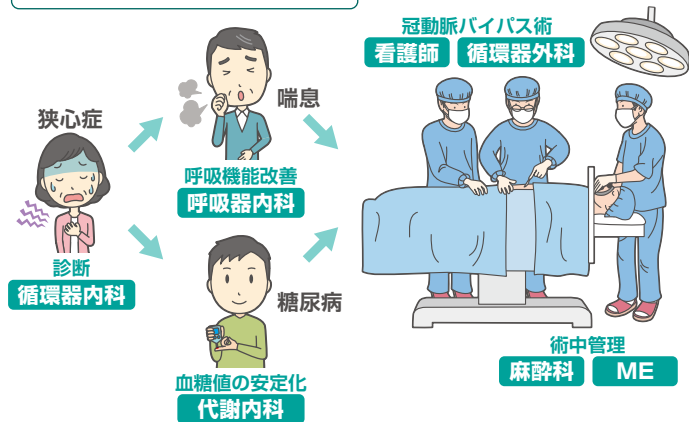 狭心症
診断
循環器内科
喘息
呼吸機能改善
呼吸器内科
糖尿病
血糖値の安定化
代謝内科
冠動脈バイパス術
看護師 循環器外科
術中管理
麻酔科 ME